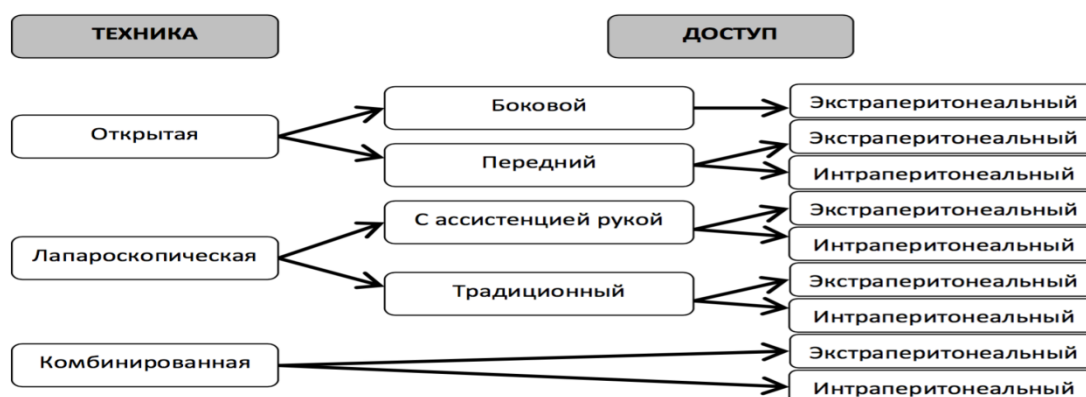 ТЕХНИКА
ДОСТУП
Открытая
Боковой
Экстраперитонеальный
Передний
Экстраперитонеальный
Интраперитонеальный
Лапароскопическая
С ассистенцией рукой
Экстраперитонеальный
Интраперитонеальный
Традиционный
Экстраперитонеальный
Интраперитонеальный
Комбинированная
Экстраперитонеальный
Интраперитонеальный